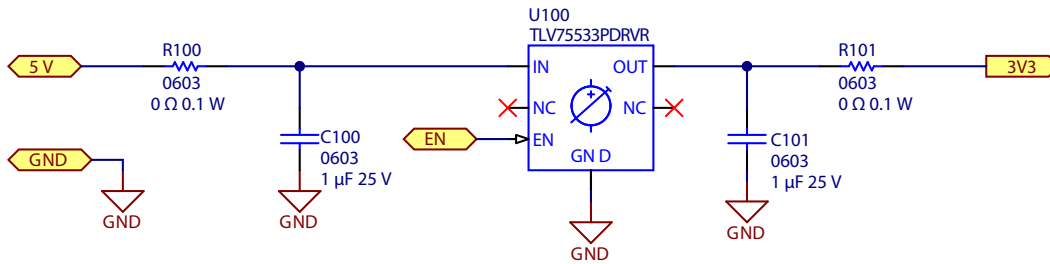 U100
TLV75533PDRVR
R100
R101
5 V
IN
OUT
3V3
0603
0 Ω 0.1 W
0603
0 Ω 0.1 W
NC
NC
EN
EN
C100
0603
1 µF 25 V
C101
0603
1 µF 25 V
GND
GN D
GND
GND
GND
GND